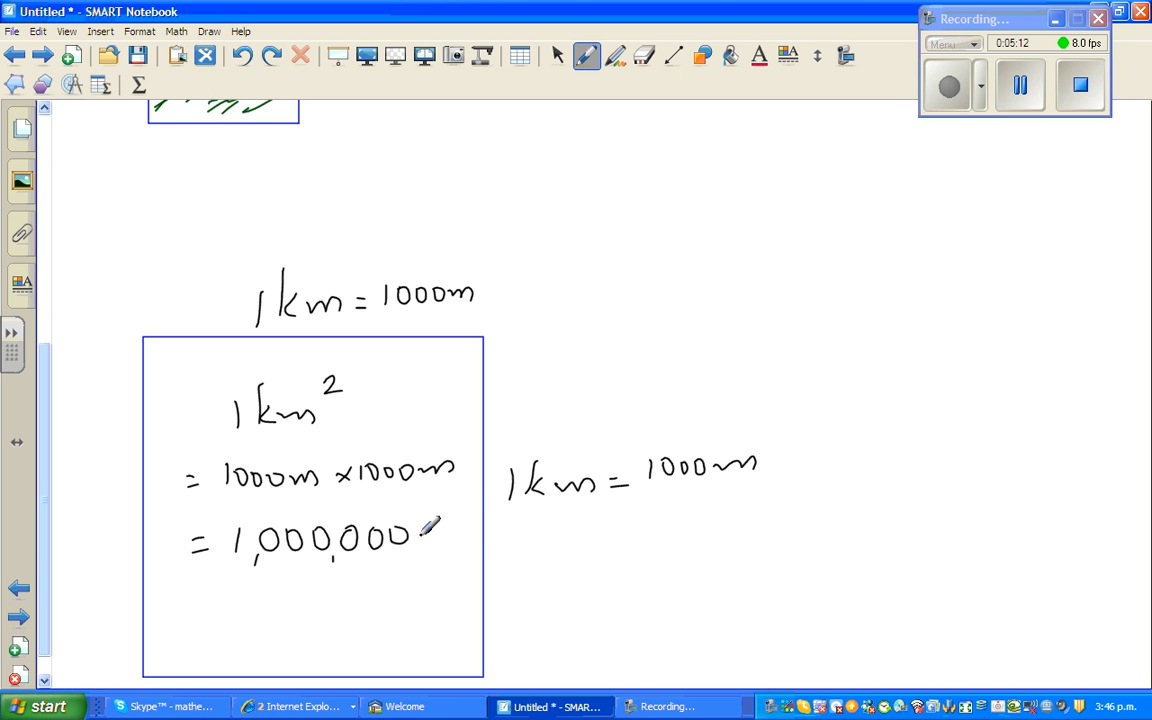 Untitled * - SMART Notebook
File Edit View Insert Format Math Draw Help
Recording...
Menu 0:05:12 8.0 fps
1km = 1000m
1km²
= 1000m x 1000m
1km = 1000m
= 1,000,000
start Skype™ - mathe... 2 Internet Explo... Welcome Untitled * - SMAR... Recording... 3:46 p.m.